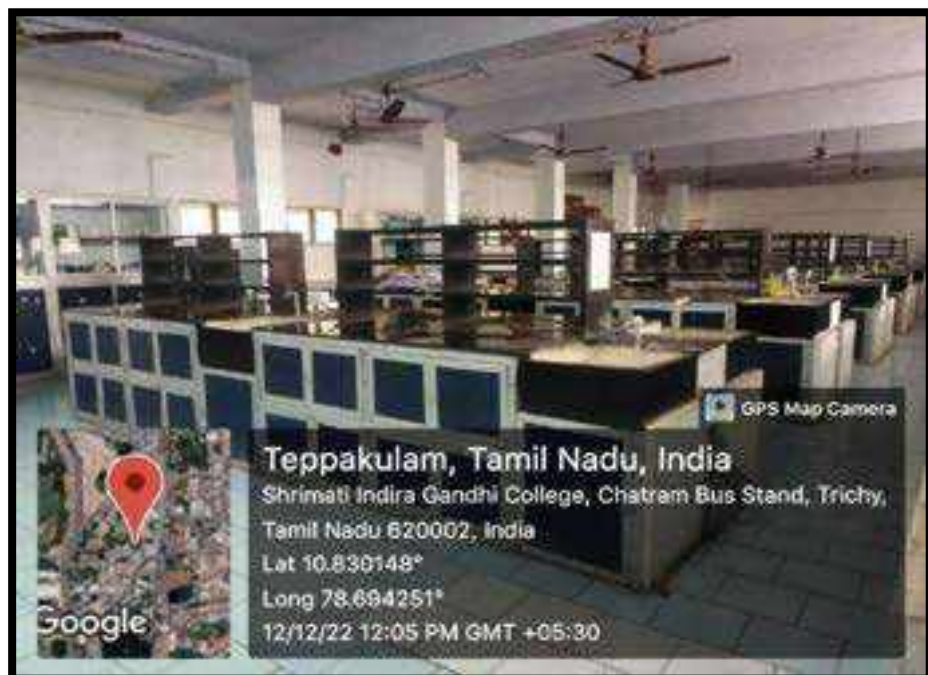 GPS Map Camera
Teppakulam, Tamil Nadu, India
Shrimati Indira Gandhi College, Chatram Bus Stand, Trichy,
Tamil Nadu 620002, India
Lat 10.830148°
Long 78.694251°
12/12/22 12:05 PM GMT +05:30
Google